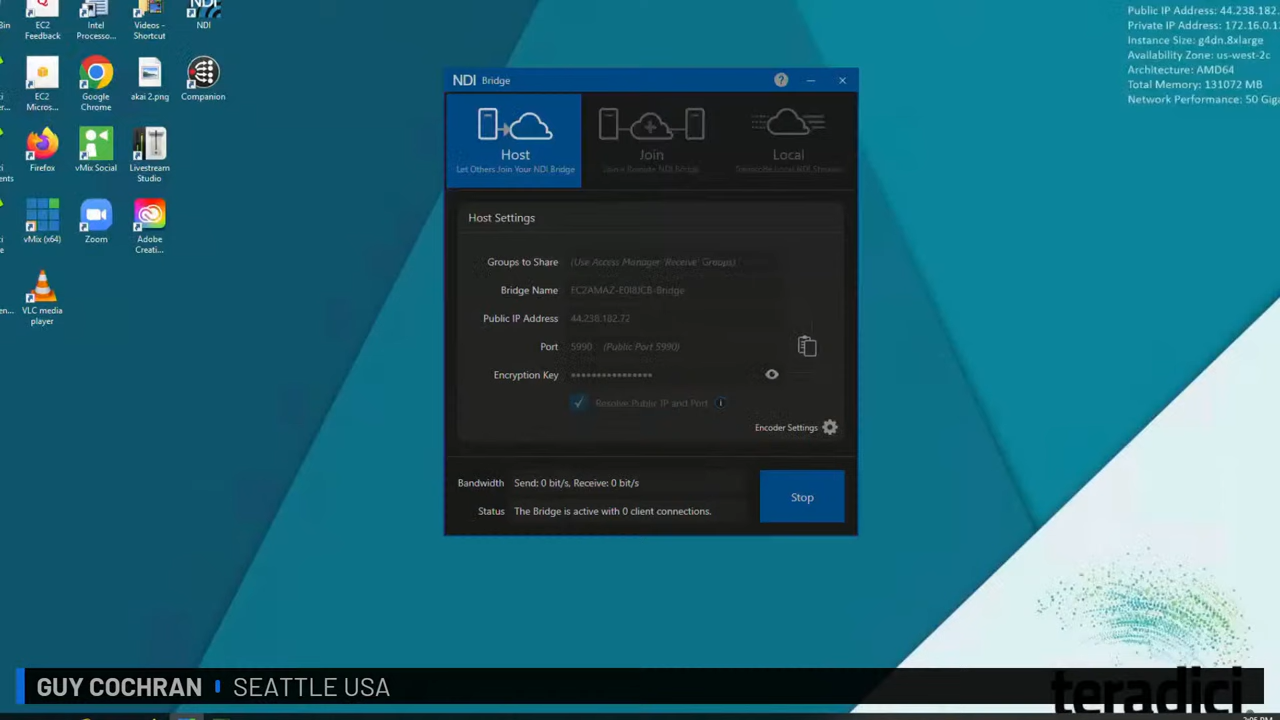 Bin
EC2
Feedback
Intel
Processo...
Videos -
Shortcut
NDI
EC2
Micros...
Google
Chrome
akai 2.png
Companion
Firefox
vMix Social
Livestream
Studio
vMix (x64)
Zoom
Adobe
Creati...
VLC media
player
Public IP Address: 44.238.182.
Private IP Address: 172.16.0.1
Instance Size: g4dn.8xlarge
Availability Zone: us-west-2c
Architecture: AMD64
Total Memory: 131072 MB
Network Performance: 50 Giga
NDI Bridge
?
Host
Let Others Join Your NDI Bridge
Join
Local
Host Settings
Groups to Share (Use Access Manager 'Receive' Groups)
Bridge Name
Public IP Address 44.238.182.72
Port 5990 (Public Port 5990)
Encryption Key ****************
Resolve Public IP and Port i
Encoder Settings
Bandwidth Send: 0 bit/s, Receive: 0 bit/s
Status The Bridge is active with 0 client connections.
Stop
GUY COCHRAN SEATTLE USA
teradici